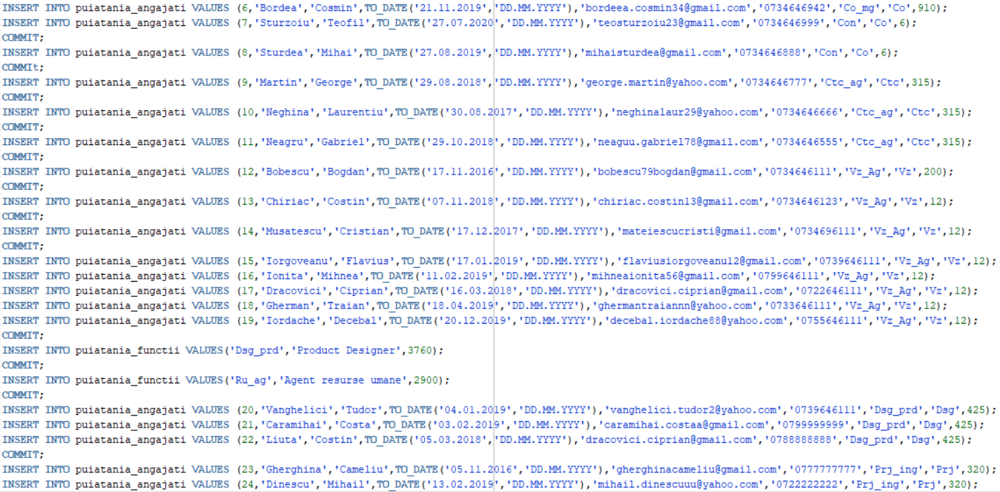 INSERT INTO puiatania_angajati VALUES (6,'Bordea','Cosmin',TO_DATE('21.11.2019','DD.MM.YYYY'),'bordeea.cosmin34@gmail.com','0734646942','Co_mg','Co',910);
INSERT INTO puiatania_angajati VALUES (7,'Sturzoiu','Teofil',TO_DATE('27.07.2020','DD.MM.YYYY'),'teosturzoiu23@gmail.com','0734646999','Con','Co',6);
COMMIT;
INSERT INTO puiatania_angajati VALUES (8,'Sturdea','Mihai',TO_DATE('27.08.2019','DD.MM.YYYY'),'mihaisturdea@gmail.com','0734646888','Con','Co',6);
COMMIt;
INSERT INTO puiatania_angajati VALUES (9,'Martin','George',TO_DATE('29.08.2018','DD.MM.YYYY'),'george.martin@yahoo.com','0734646777','Ctc_ag','Ctc',315);
COMMIT;
INSERT INTO puiatania_angajati VALUES (10,'Neghina','Laurentiu',TO_DATE('30.08.2017','DD.MM.YYYY'),'neghinalaur29@yahoo.com','0734646666','Ctc_ag','Ctc',315);
COMMIT;
INSERT INTO puiatania_angajati VALUES (11,'Neagru','Gabriel',TO_DATE('29.10.2018','DD.MM.YYYY'),'neaguu.gabriel78@gmail.com','0734646555','Ctc_ag','Ctc',315);
COMMIT;
INSERT INTO puiatania_angajati VALUES (12,'Bobescu','Bogdan',TO_DATE('17.11.2016','DD.MM.YYYY'),'bobescu79bogdan@gmail.com','0734646111','Vz_Ag','Vz',200);
COMMIT;
INSERT INTO puiatania_angajati VALUES (13,'Chiriac','Costin',TO_DATE('07.11.2018','DD.MM.YYYY'),'chiriac.costin13@gmail.com','0734646123','Vz_Ag','Vz',12);
COMMIT;
INSERT INTO puiatania_angajati VALUES (14,'Musatescu','Cristian',TO_DATE('17.12.2017','DD.MM.YYYY'),'mateiescucristi@gmail.com','0734696111','Vz_Ag','Vz',12);
COMMIT;
INSERT INTO puiatania_angajati VALUES (15,'Iorgoveanu','Flavius',TO_DATE('17.01.2019','DD.MM.YYYY'),'flaviusiorgoveanu12@gmail.com','0739646111','Vz_Ag','Vz',12);
INSERT INTO puiatania_angajati VALUES (16,'Ionita','Mihnea',TO_DATE('11.02.2019','DD.MM.YYYY'),'mihneaionita56@gmail.com','0799646111','Vz_Ag','Vz',12);
INSERT INTO puiatania_angajati VALUES (17,'Dracovici','Ciprian',TO_DATE('16.03.2018','DD.MM.YYYY'),'dracovici.ciprian@gmail.com','0722646111','Vz_Ag','Vz',12);
INSERT INTO puiatania_angajati VALUES (18,'Gherman','Traian',TO_DATE('18.04.2019','DD.MM.YYYY'),'ghermantraiannn@yahoo.com','0733646111','Vz_Ag','Vz',12);
INSERT INTO puiatania_angajati VALUES (19,'Iordache','Decebal',TO_DATE('20.12.2019','DD.MM.YYYY'),'decebal.iordache88@yahoo.com','0755646111','Vz_Ag','Vz',12);
COMMIT;
INSERT INTO puiatania_functii VALUES('Dsg_prd','Product Designer',3760);
COMMIT;
INSERT INTO puiatania_functii VALUES('Ru_ag','Agent resurse umane',2900);
COMMIT;
INSERT INTO puiatania_angajati VALUES (20,'Vanghelici','Tudor',TO_DATE('04.01.2019','DD.MM.YYYY'),'vanghelici.tudor2@yahoo.com','0739646111','Dsg_prd','Dsg',425);
INSERT INTO puiatania_angajati VALUES (21,'Caramihai','Costa',TO_DATE('03.02.2019','DD.MM.YYYY'),'caramihai.costaa@gmail.com','0799999999','Dsg_prd','Dsg',425);
INSERT INTO puiatania_angajati VALUES (22,'Liuta','Costin',TO_DATE('05.03.2018','DD.MM.YYYY'),'dracovici.ciprian@gmail.com','0788888888','Dsg_prd','Dsg',425);
COMMIT;
INSERT INTO puiatania_angajati VALUES (23,'Gherghina','Cameliu',TO_DATE('05.11.2016','DD.MM.YYYY'),'gherghinacameliu@gmail.com','0777777777','Prj_ing','Prj',320);
INSERT INTO puiatania_angajati VALUES (24,'Dinescu','Mihail',TO_DATE('13.02.2019','DD.MM.YYYY'),'mihail.dinescuuu@yahoo.com','0722222222','Prj_ing','Prj',320);